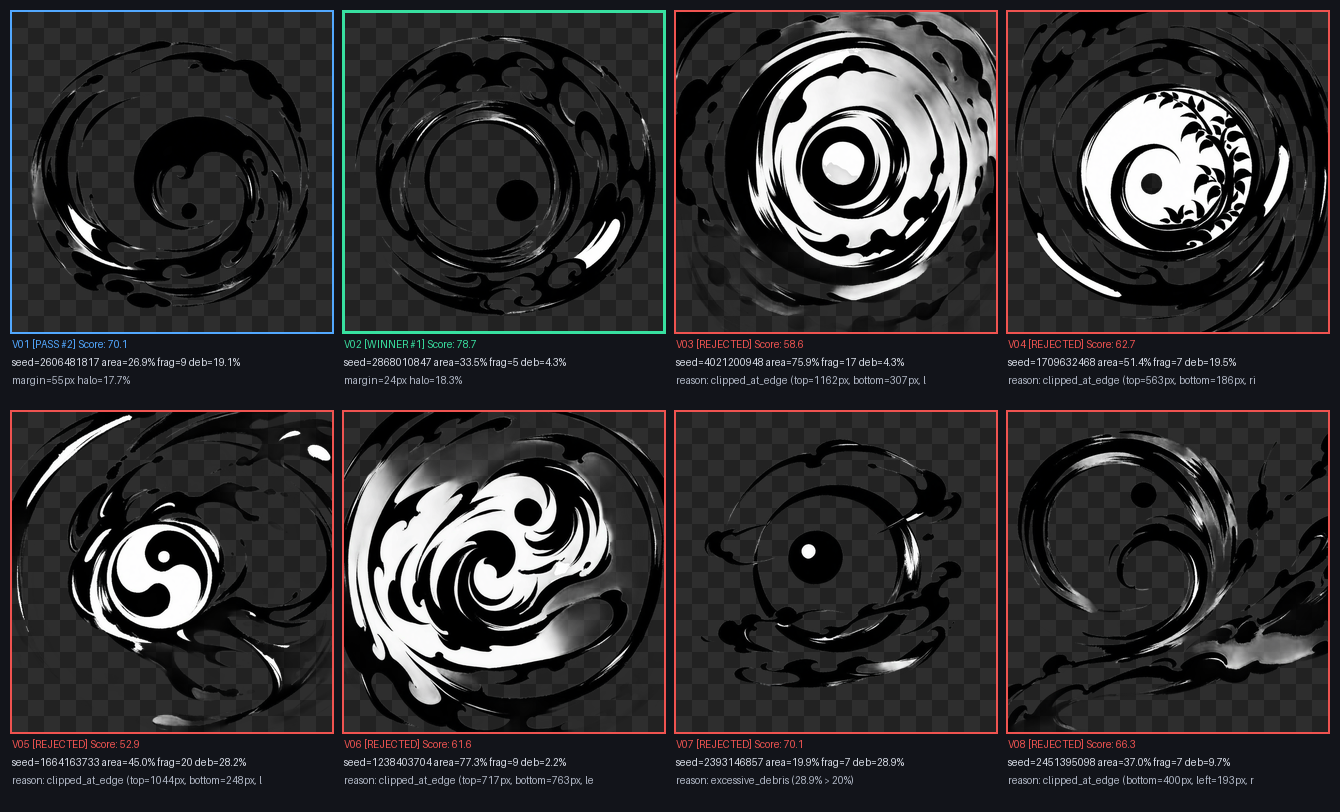 V01 [PASS #2] Score: 70.1
seed=2606481817 area=26.9% frag=9 deb=19.1%
margin=55px halo=17.7%
V02 [WINNER #1] Score: 78.7
seed=2868010847 area=33.5% frag=5 deb=4.3%
margin=24px halo=18.3%
V03 [REJECTED] Score: 58.6
seed=4021200948 area=75.9% frag=17 deb=4.3%
reason: clipped_at_edge (top=1162px, bottom=307px, l
V04 [REJECTED] Score: 62.7
seed=1709632468 area=51.4% frag=7 deb=19.5%
reason: clipped_at_edge (top=563px, bottom=186px, ri
V05 [REJECTED] Score: 52.9
seed=1664163733 area=45.0% frag=20 deb=28.2%
reason: clipped_at_edge (top=1044px, bottom=248px, l
V06 [REJECTED] Score: 61.6
seed=1238403704 area=77.3% frag=9 deb=2.2%
reason: clipped_at_edge (top=717px, bottom=763px, le
V07 [REJECTED] Score: 70.1
seed=2393146857 area=19.9% frag=7 deb=28.9%
reason: excessive_debris (28.9% > 20%)
V08 [REJECTED] Score: 66.3
seed=2451395098 area=37.0% frag=7 deb=9.7%
reason: clipped_at_edge (bottom=400px, left=193px, r